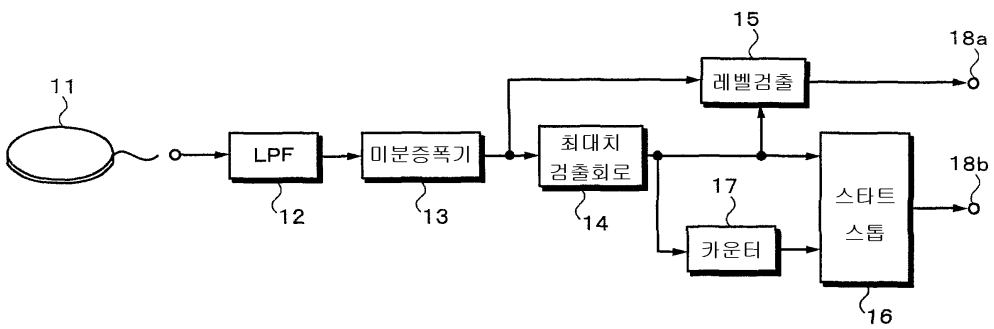 15
18a
11
레벨검출
LPF
미분증폭기
최대치
검출회로
12
13
14
17
18b
스타트
스톱
카운터
16